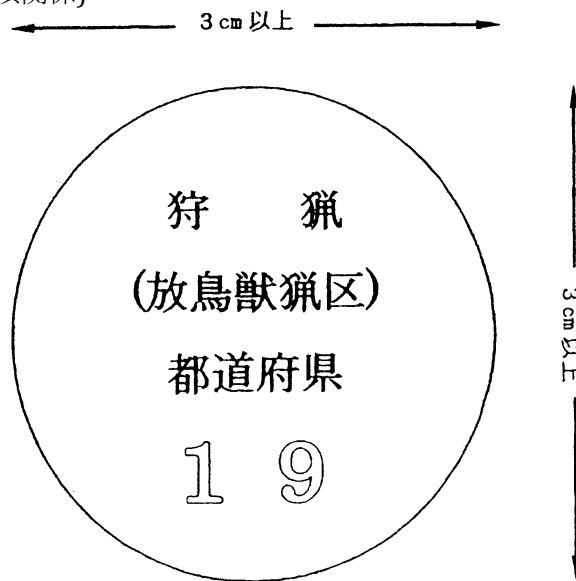 3cm以上
狩　猟
(放鳥獣猟区)
都道府県
19
3cm以上